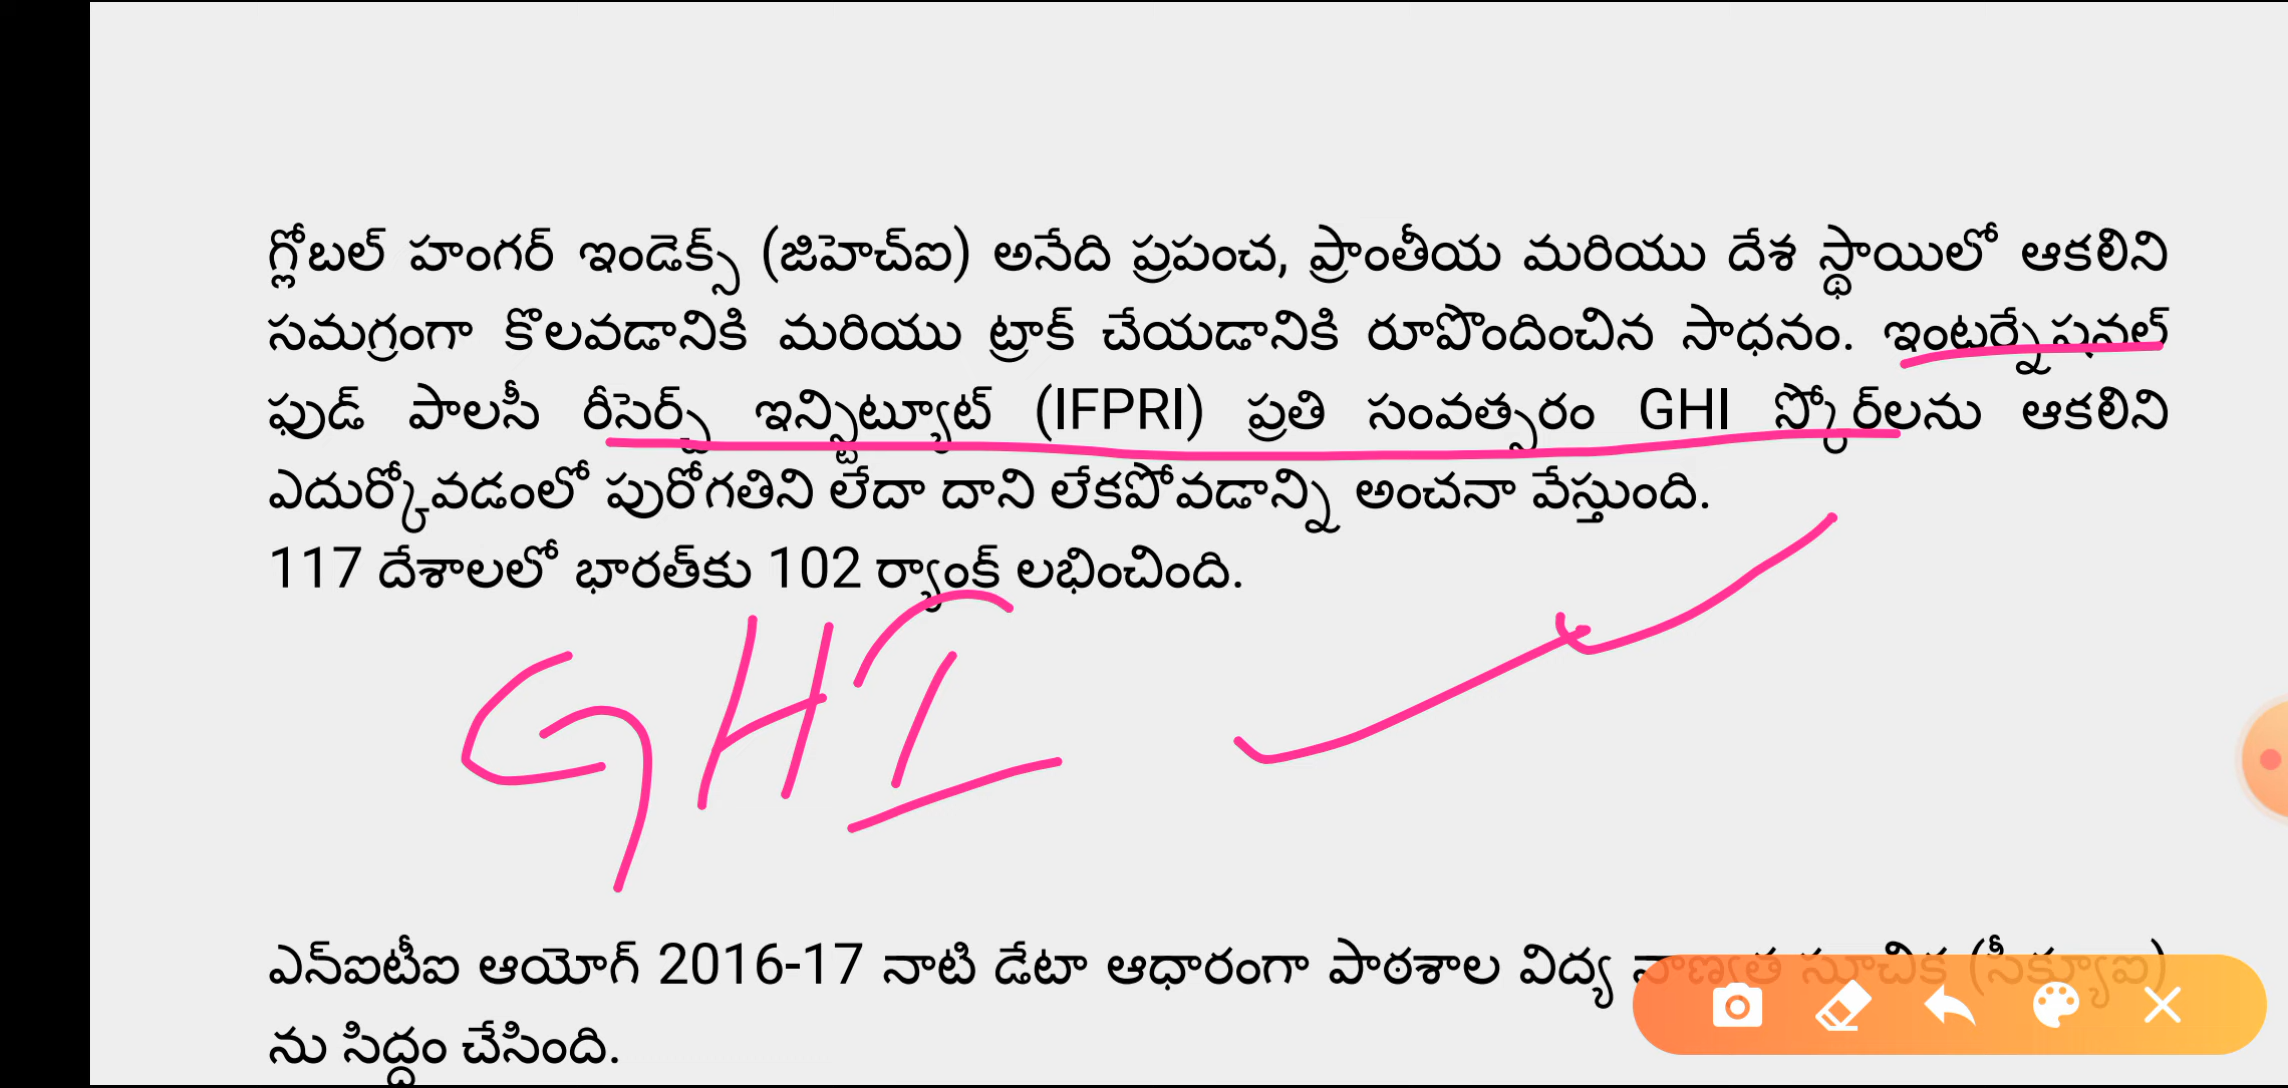 గ్లోబల్ హంగర్ ఇండెక్స్ (జిహెచ్ఐ) అనేది ప్రపంచ, ప్రాంతీయ మరియు దేశ స్థాయిలో ఆకలిని
సమగ్రంగా కొలవడానికి మరియు ట్రాక్ చేయడానికి రూపొందించిన సాధనం. ఇంటర్నేషనల్
ఫుడ్ పాలసీ రీసెర్చ్ ఇన్స్టిట్యూట్ (IFPRI) ప్రతి సంవత్సరం GHI స్కోర్‌లను ఆకలిని
ఎదుర్కోవడంలో పురోగతిని లేదా దాని లేకపోవడాన్ని అంచనా వేస్తుంది.
117 దేశాలలో భారత్‌కు 102 ర్యాంక్ లభించింది.
GHI
ఎన్ఐటీఐ ఆయోగ్ 2016-17 నాటి డేటా ఆధారంగా పాఠశాల విద్య నాణ్యత సూచిక (సీక్యూఐ)
ను సిద్ధం చేసింది.